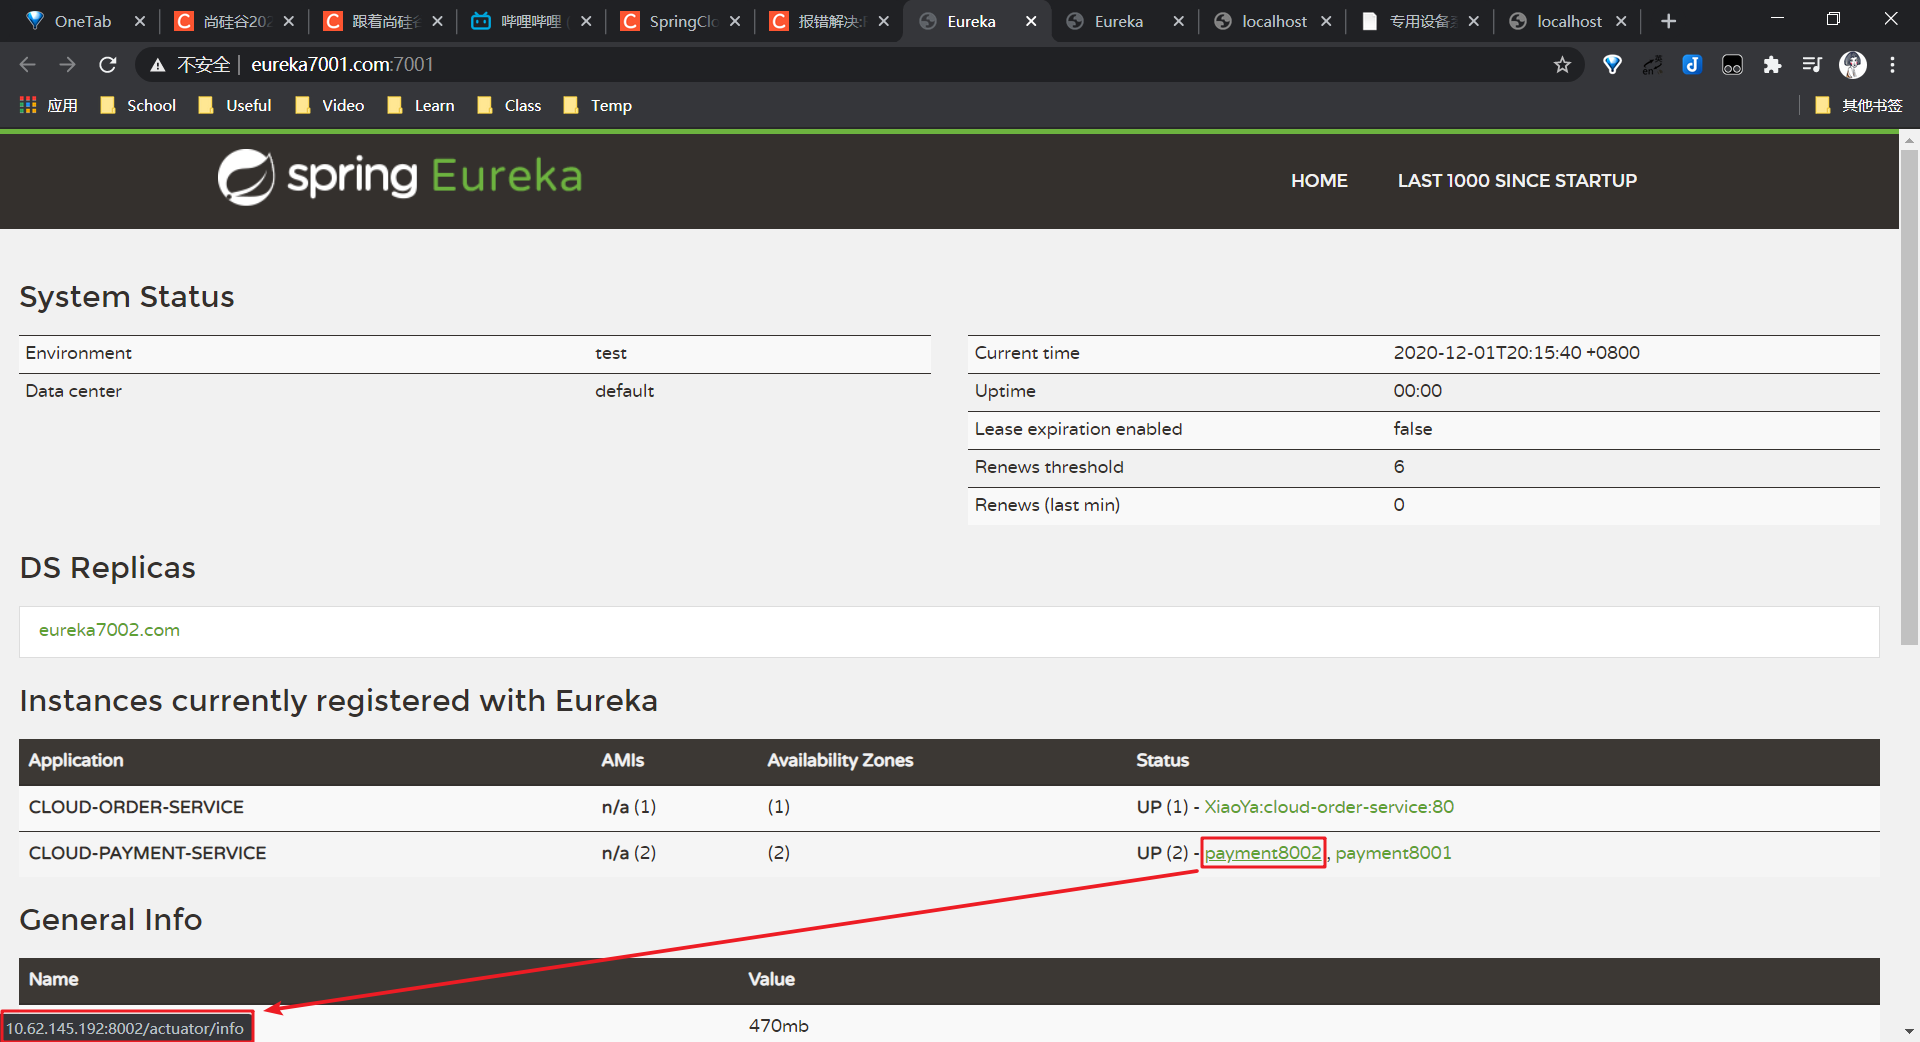 OneTab
尚硅谷202
跟着尚硅谷
哔哩哔哩 (
SpringClo
报错解决:
Eureka
Eureka
localhost
专用设备
localhost
不安全 | eureka7001.com:7001
应用 School Useful Video Learn Class Temp 其他书签
spring Eureka
HOME LAST 1000 SINCE STARTUP
System Status
Environment test
Data center default
Current time 2020-12-01T20:15:40 +0800
Uptime 00:00
Lease expiration enabled false
Renews threshold 6
Renews (last min) 0
DS Replicas
eureka7002.com
Instances currently registered with Eureka
Application AMIs Availability Zones Status
CLOUD-ORDER-SERVICE n/a (1) (1) UP (1) - XiaoYa:cloud-order-service:80
CLOUD-PAYMENT-SERVICE n/a (2) (2) UP (2) - payment8002 , payment8001
General Info
Name Value
470mb
10.62.145.192:8002/actuator/info